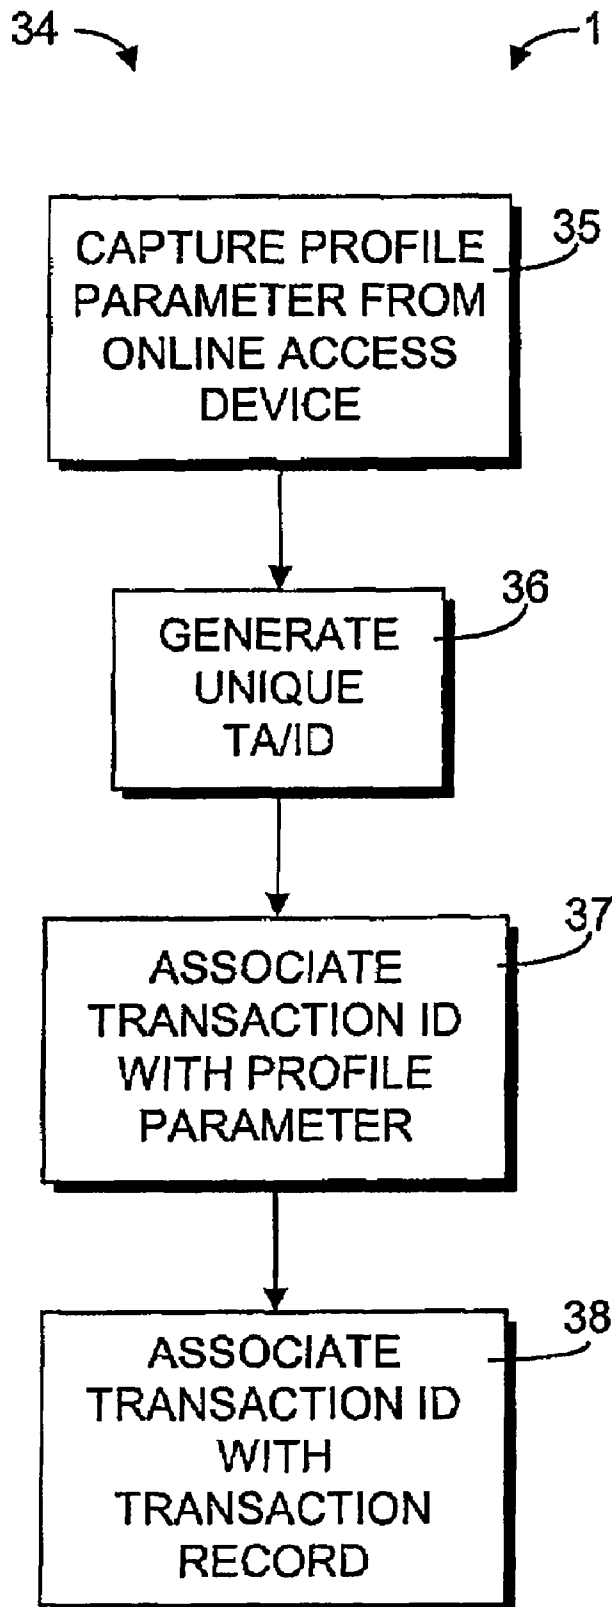 34
1
CAPTURE PROFILE
PARAMETER FROM
ONLINE ACCESS
DEVICE
35
GENERATE
UNIQUE
TA/ID
36
ASSOCIATE
TRANSACTION ID
WITH PROFILE
PARAMETER
37
ASSOCIATE
TRANSACTION ID
WITH
TRANSACTION
RECORD
38